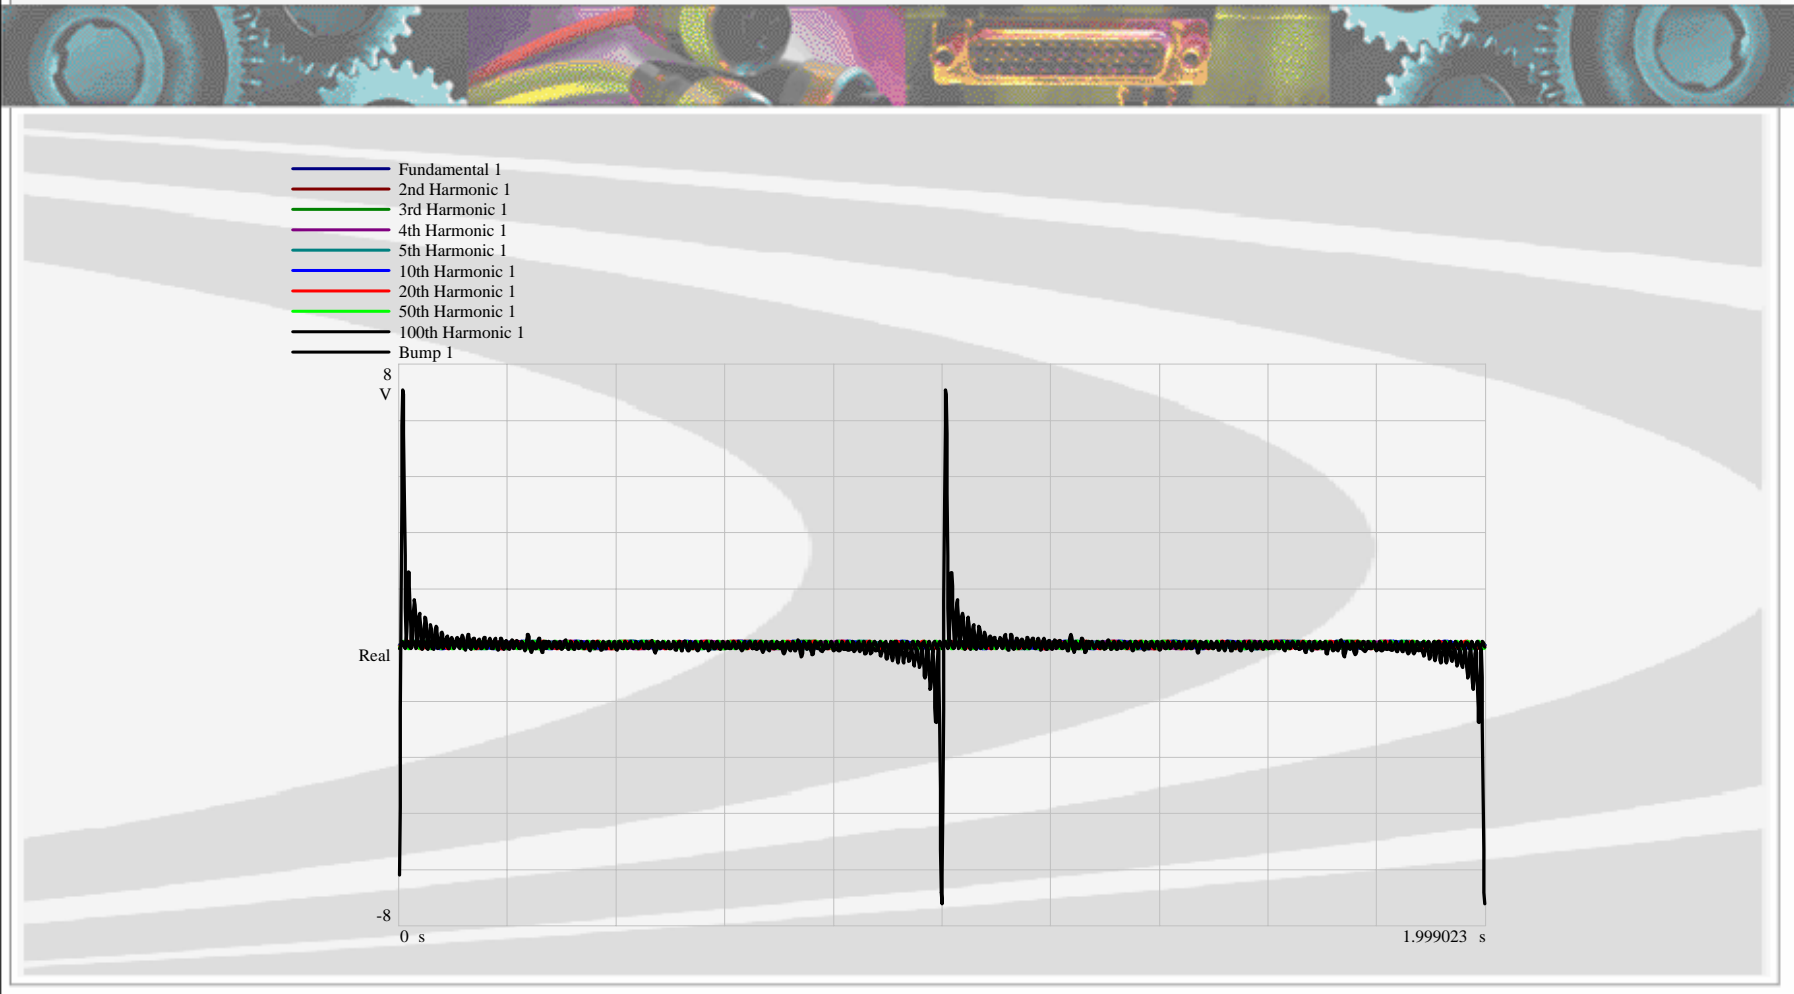 Fundamental 1
2nd Harmonic 1
3rd Harmonic 1
4th Harmonic 1
5th Harmonic 1
10th Harmonic 1
20th Harmonic 1
50th Harmonic 1
100th Harmonic 1
Bump 1
8
V
Real
-8
0 s
1.999023 s